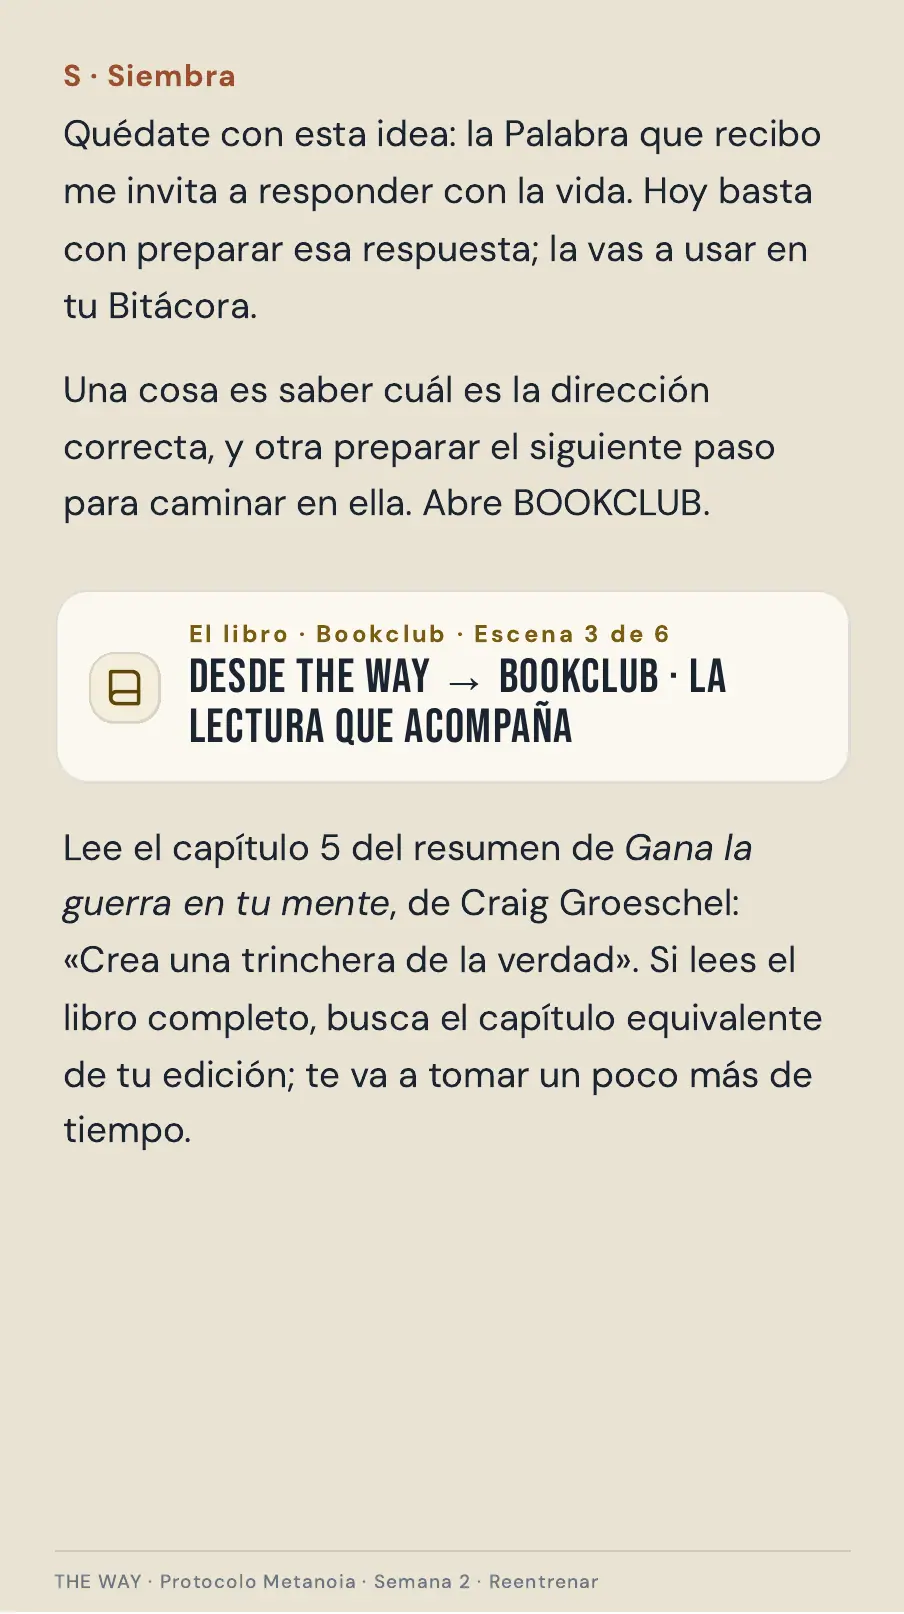 S · Siembra
Quédate con esta idea: la Palabra que recibo
me invita a responder con la vida. Hoy basta
con preparar esa respuesta; la vas a usar en
tu Bitácora.
Una cosa es saber cuál es la dirección
correcta, y otra preparar el siguiente paso
para caminar en ella. Abre BOOKCLUB.
El libro · Bookclub · Escena 3 de 6
DESDE THE WAY → BOOKCLUB · LA
LECTURA QUE ACOMPAÑA
Lee el capítulo 5 del resumen de Gana la
guerra en tu mente, de Craig Groeschel:
«Crea una trinchera de la verdad». Si lees el
libro completo, busca el capítulo equivalente
de tu edición; te va a tomar un poco más de
tiempo.
THE WAY · Protocolo Metanoia · Semana 2 · Reentrenar